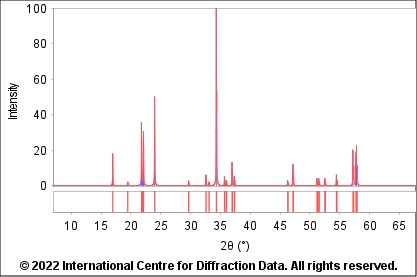 100
80
60
40
20
0
Intensity
10 15 20 25 30 35 40 45 50 55 60 65
2θ (°)
© 2022 International Centre for Diffraction Data. All rights reserved.